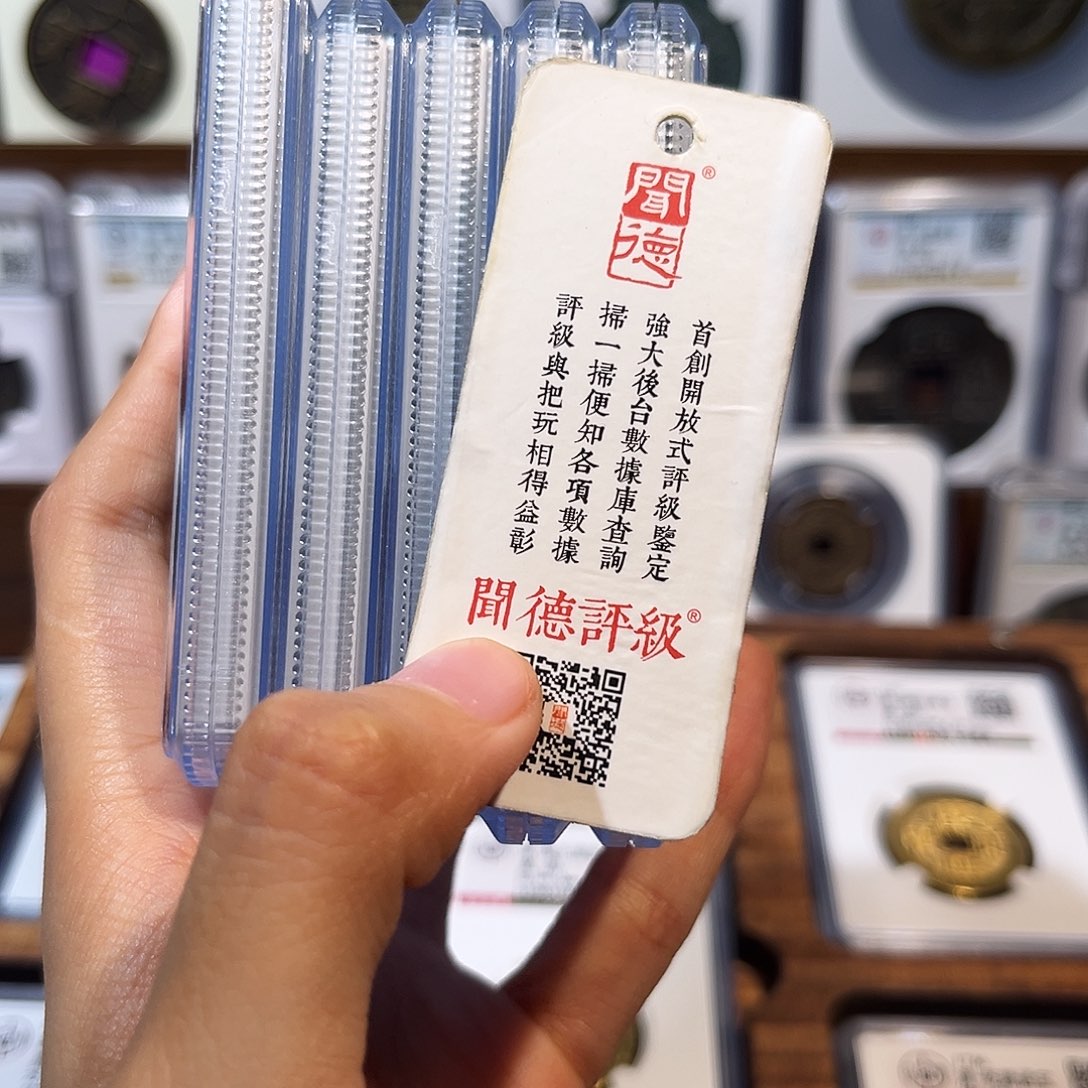 聞德®
首創開放式評級鑒定
強大後台數據庫查詢
掃一掃便知各項數據
評級與把玩相得益彰
聞德評級®
聞德